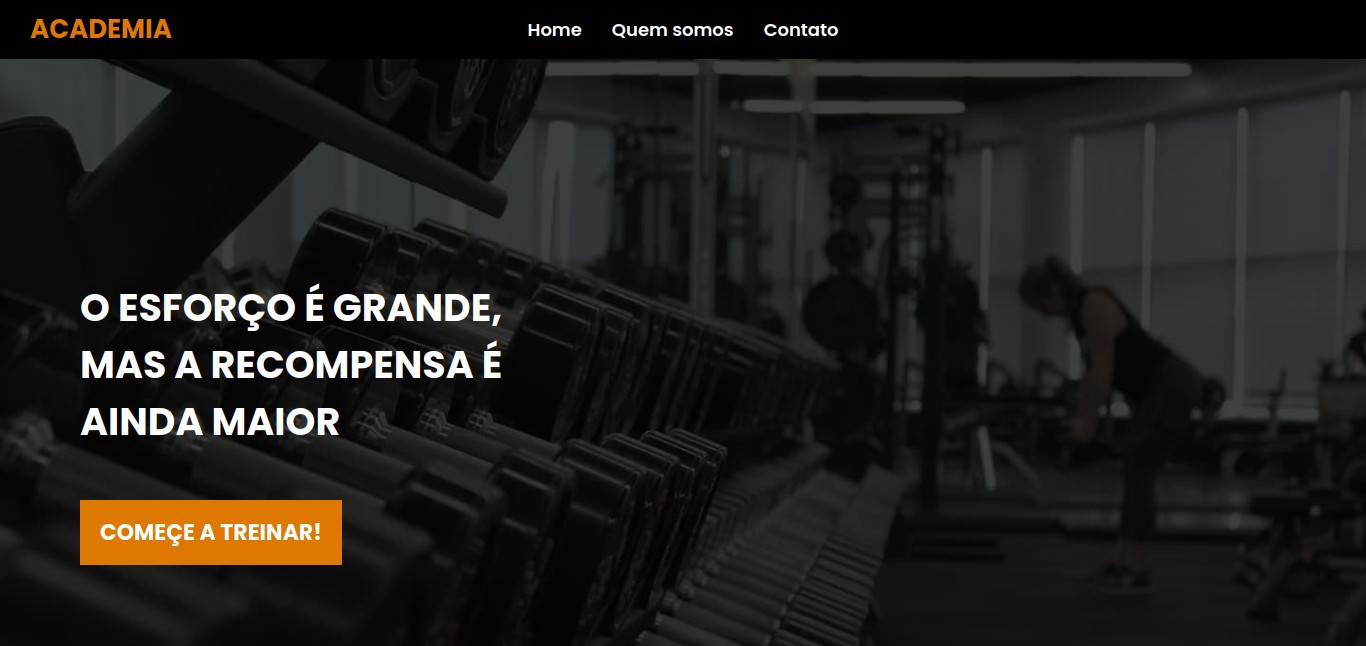 ACADEMIA
Home Quem somos Contato
O ESFORÇO É GRANDE,
MAS A RECOMPENSA É
AINDA MAIOR
COMEÇE A TREINAR!